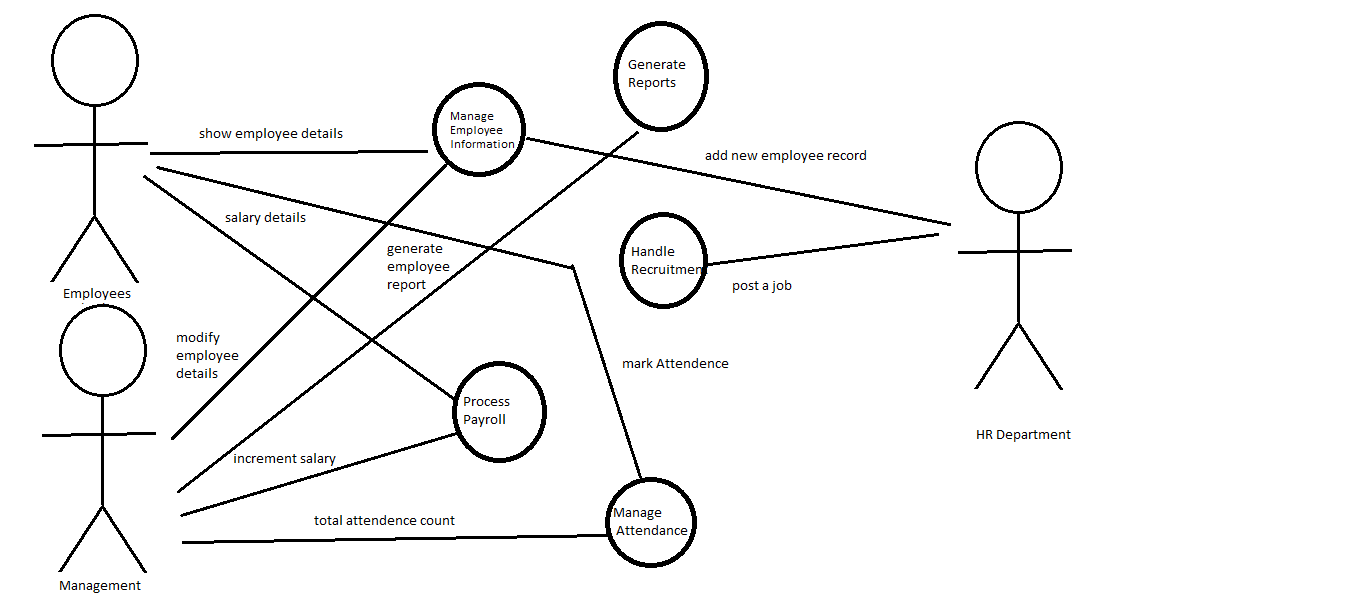 Generate
Reports
Manage
Employee
Information
show employee details
add new employee record
salary details
generate
employee
report
Handle
Recruitment
post a job
Employees
modify
employee
details
mark Attendence
Process
Payroll
HR Department
increment salary
total attendence count
Manage
Attendance
Management